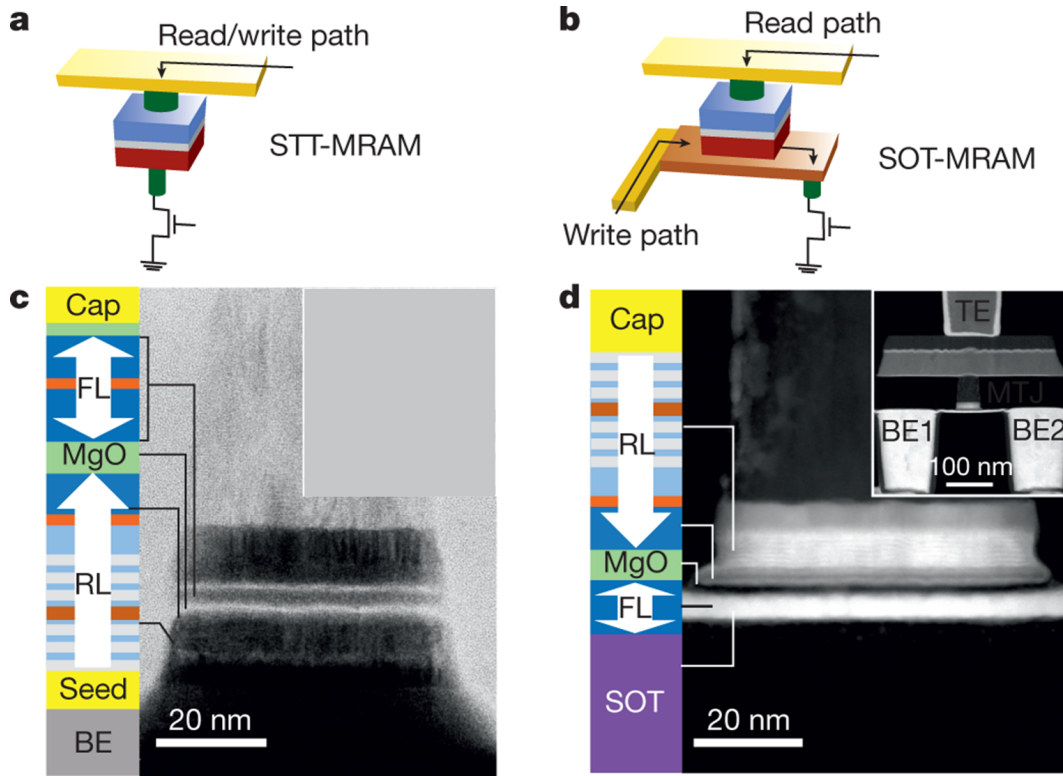 a
Read/write path
STT-MRAM
b
Read path
SOT-MRAM
Write path
c
Cap
FL
MgO
RL
Seed
BE
20 nm
d
Cap
RL
MgO
FL
SOT
20 nm
TE
MTJ
BE1
BE2
100 nm